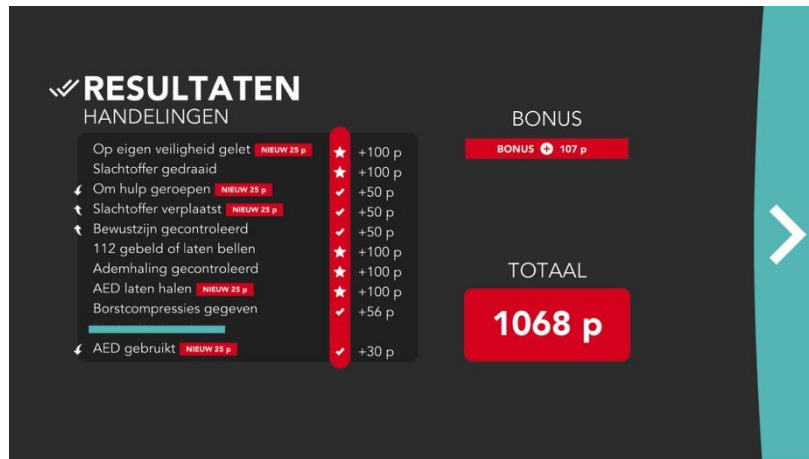 RESULTATEN
HANDELINGEN
Op eigen veiligheid gelet NIEUW 25 p +100 p
Slachtoffer gedraaid +100 p
Om hulp geroepen NIEUW 25 p +50 p
Slachtoffer verplaatst NIEUW 25 p +50 p
Bewustzijn gecontroleerd +50 p
112 gebeld of laten bellen +100 p
Ademhaling gecontroleerd +100 p
AED laten halen NIEUW 25 p +100 p
Borstcompressies gegeven +56 p
AED gebruikt NIEUW 25 p +30 p
BONUS
BONUS + 107 p
TOTAAL
1068 p